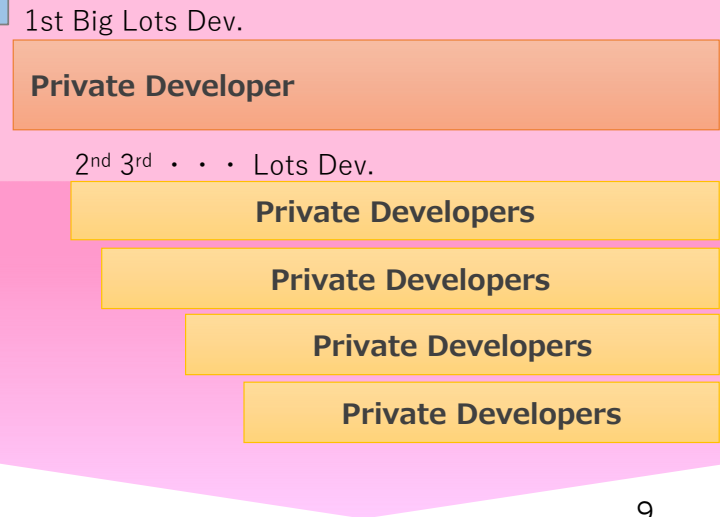 1st Big Lots Dev.
Private Developer
2nd 3rd ・ ・ ・ Lots Dev.
Private Developers
Private Developers
Private Developers
Private Developers
9